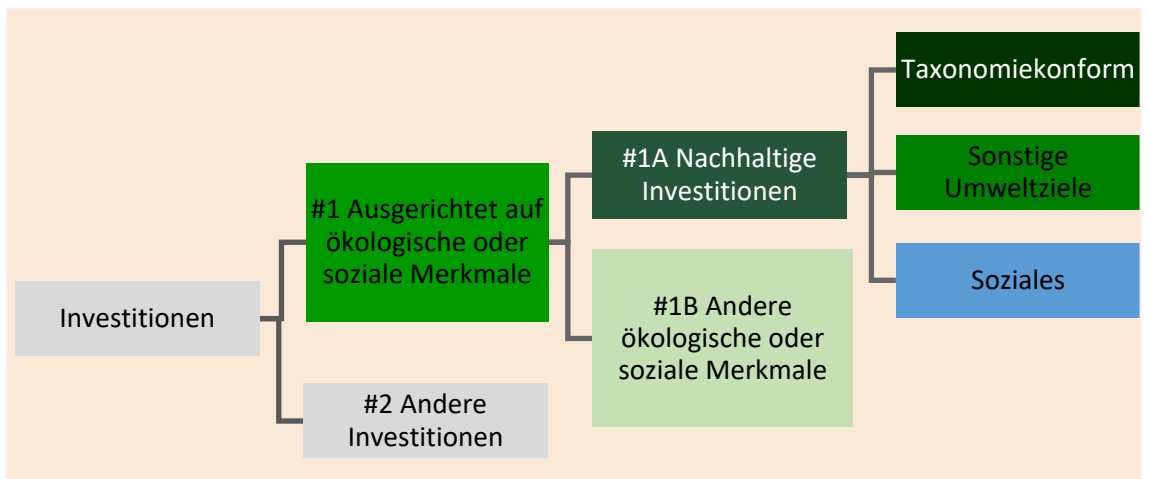 Investitionen
#1 Ausgerichtet auf
ökologische oder
soziale Merkmale
#2 Andere
Investitionen
#1A Nachhaltige
Investitionen
#1B Andere
ökologische oder
soziale Merkmale
Taxonomiekonform
Sonstige
Umweltziele
Soziales